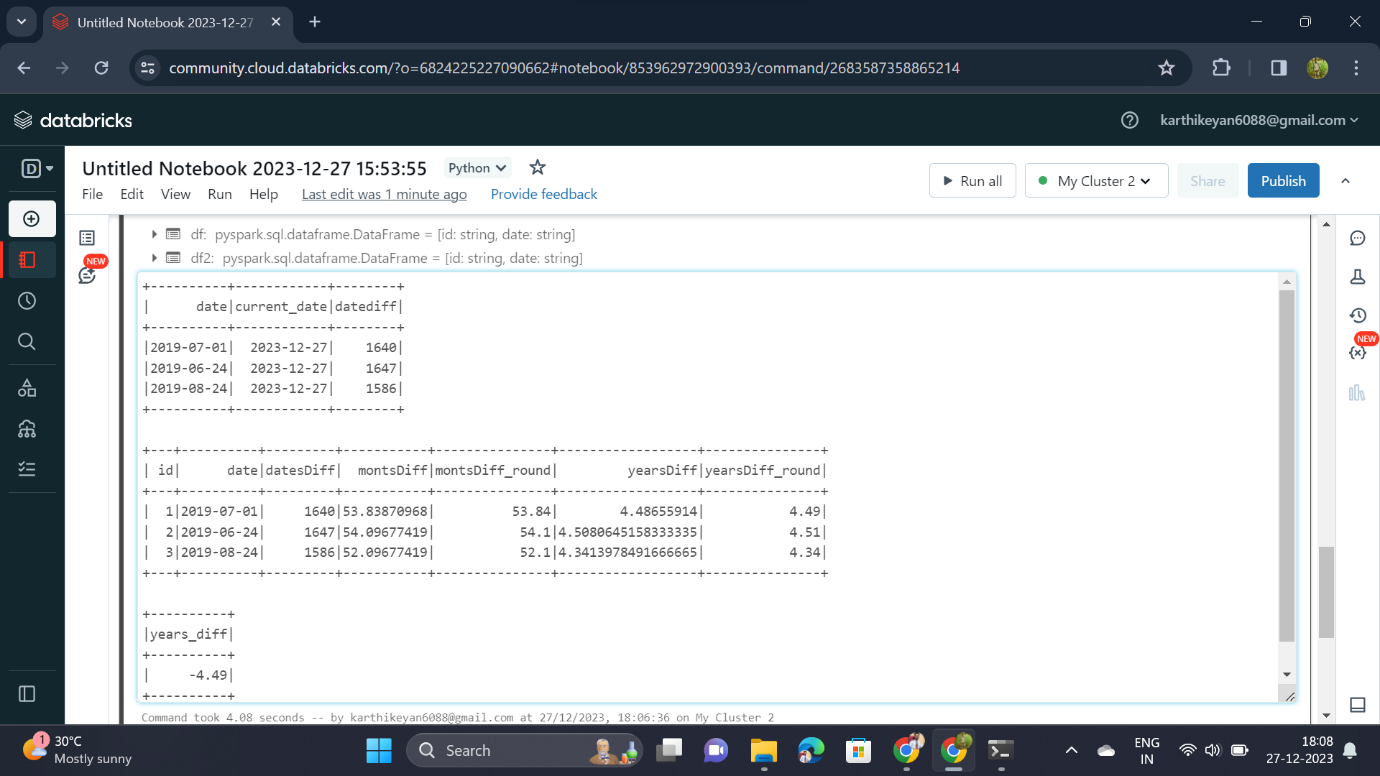 Untitled Notebook 2023-12-27
community.cloud.databricks.com/?o=6824225227090662#notebook/853962972900393/command/2683587358865214
databricks
karthikeyan6088@gmail.com
D
Untitled Notebook 2023-12-27 15:53:55 Python
File Edit View Run Help Last edit was 1 minute ago Provide feedback
Run all My Cluster 2 Share Publish
NEW
NEW
df: pyspark.sql.dataframe.DataFrame = [id: string, date: string]
df2: pyspark.sql.dataframe.DataFrame = [id: string, date: string]
+----------+------------+--------+
|      date|current_date|datediff|
+----------+------------+--------+
|2019-07-01|  2023-12-27|    1640|
|2019-06-24|  2023-12-27|    1647|
|2019-08-24|  2023-12-27|    1586|
+----------+------------+--------+
+---+----------+---------+-----------+---------------+-----------------+--------------+
| id|      date|datesDiff|  montsDiff|montsDiff_round|        yearsDiff|yearsDiff_round|
+---+----------+---------+-----------+---------------+-----------------+--------------+
|  1|2019-07-01|     1640|53.83870968|          53.84|       4.48655914|          4.49|
|  2|2019-06-24|     1647|54.09677419|           54.1|4.5080645158333335|          4.51|
|  3|2019-08-24|     1586|52.09677419|           52.1|4.3413978491666665|          4.34|
+---+----------+---------+-----------+---------------+-----------------+--------------+
+----------+
|years_diff|
+----------+
|     -4.49|
+----------+
Command took 4.08 seconds -- by karthikeyan6088@gmail.com at 27/12/2023, 18:06:36 on My Cluster 2
1
30°C
Mostly sunny
Search
ENG
IN
18:08
27-12-2023